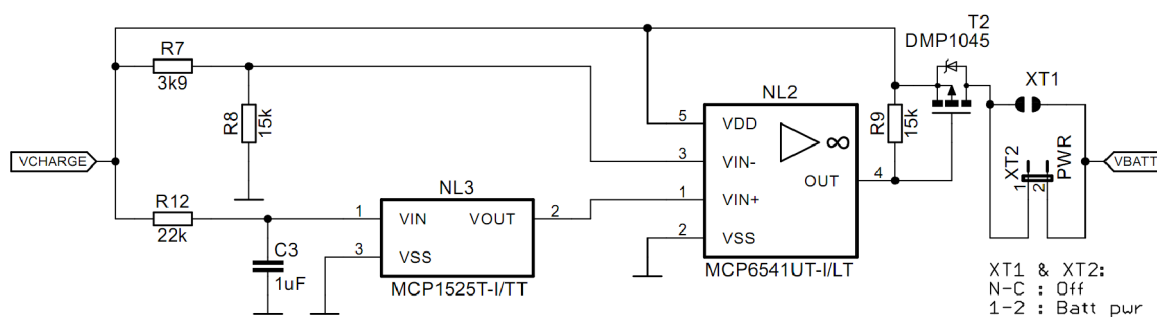 T2
DMP1045
R7
3k9
XT1
NL2
R8
15k
5
VDD
R9
15k
VCHARGE
3
VIN-
∞
XT2
1
2
PWR
VBATT
NL3
OUT
4
R12
22k
1
VIN
VOUT
2
1
VIN+
C3
1uF
3
VSS
2
VSS
MCP1525T-I/TT
MCP6541UT-I/LT
XT1 & XT2:
N-C : Off
1-2 : Batt pwr